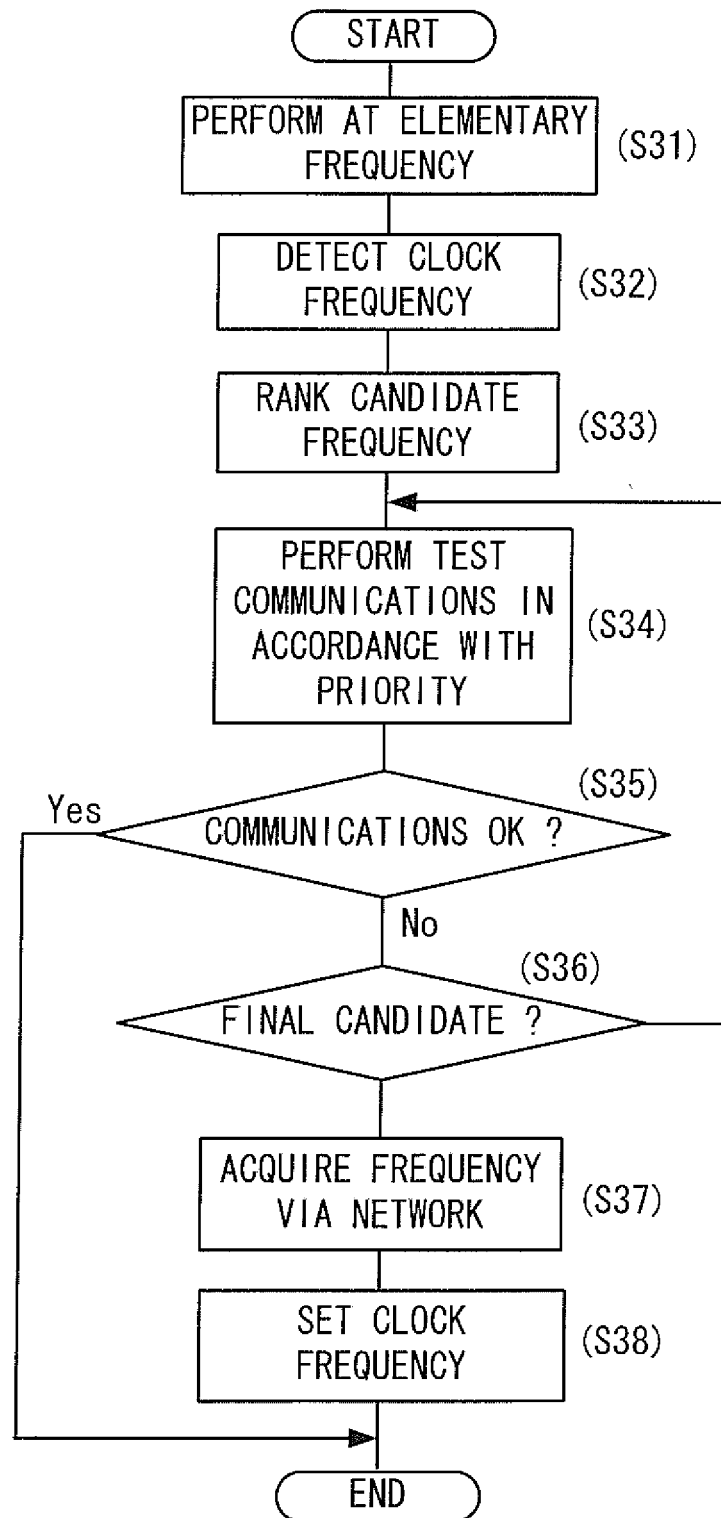 START
PERFORM AT ELEMENTARY
FREQUENCY
(S31)
DETECT CLOCK
FREQUENCY
(S32)
RANK CANDIDATE
FREQUENCY
(S33)
PERFORM TEST
COMMUNICATIONS IN
ACCORDANCE WITH
PRIORITY
(S34)
(S35)
Yes
COMMUNICATIONS OK ?
No
(S36)
FINAL CANDIDATE ?
ACQUIRE FREQUENCY
VIA NETWORK
(S37)
SET CLOCK
FREQUENCY
(S38)
END